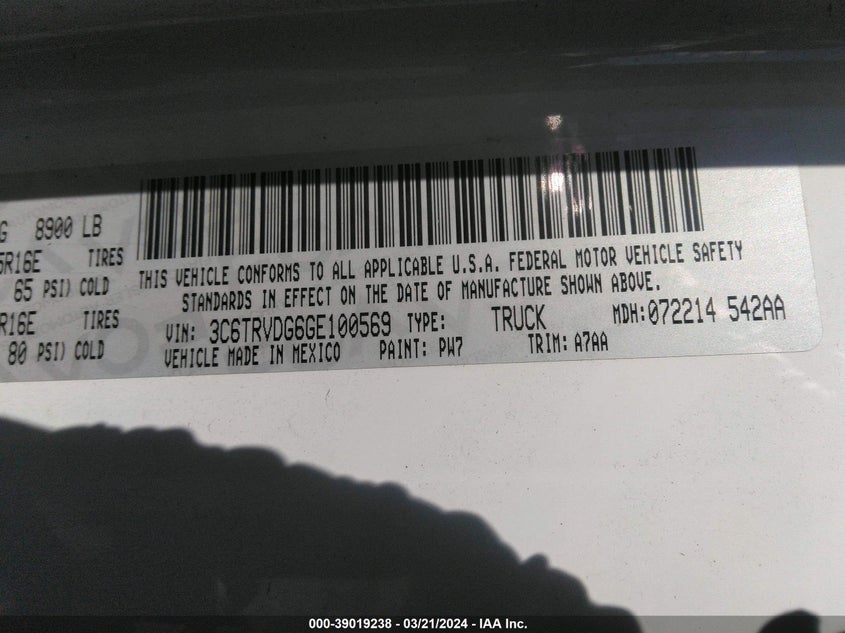 G 8900 LB
5R16E TIRES
65 PSI) COLD
R16E TIRES
80 PSI) COLD
THIS VEHICLE CONFORMS TO ALL APPLICABLE U.S.A. FEDERAL MOTOR VEHICLE SAFETY
STANDARDS IN EFFECT ON THE DATE OF MANUFACTURE SHOWN ABOVE.
VIN: 3C6TRVDG6GE100569 TYPE: TRUCK MDH:072214 542AA
VEHICLE MADE IN MEXICO PAINT: PW7 TRIM: A7AA
000-39019238 - 03/21/2024 - IAA Inc.